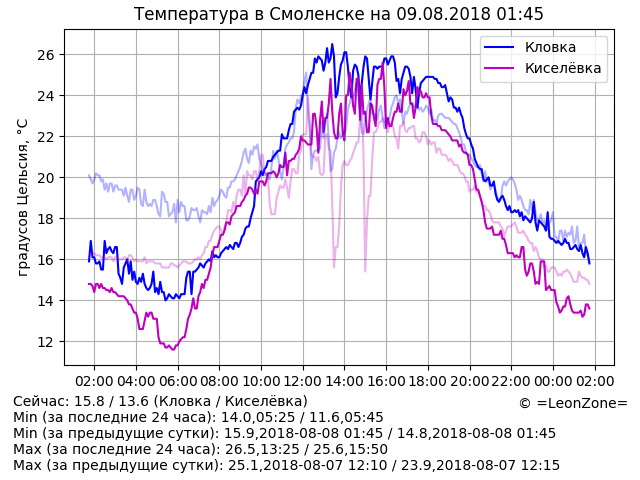 Температура в Смоленске на 09.08.2018 01:45
Кловка
Киселёвка
градусов Цельсия, °C
26
24
22
20
18
16
14
12
02:00 04:00 06:00 08:00 10:00 12:00 14:00 16:00 18:00 20:00 22:00 00:00 02:00
Сейчас: 15.8 / 13.6 (Кловка / Киселёвка)
© =LeonZone=
Min (за последние 24 часа): 14.0,05:25 / 11.6,05:45
Min (за предыдущие сутки): 15.9,2018-08-08 01:45 / 14.8,2018-08-08 01:45
Max (за последние 24 часа): 26.5,13:25 / 25.6,15:50
Max (за предыдущие сутки): 25.1,2018-08-07 12:10 / 23.9,2018-08-07 12:15